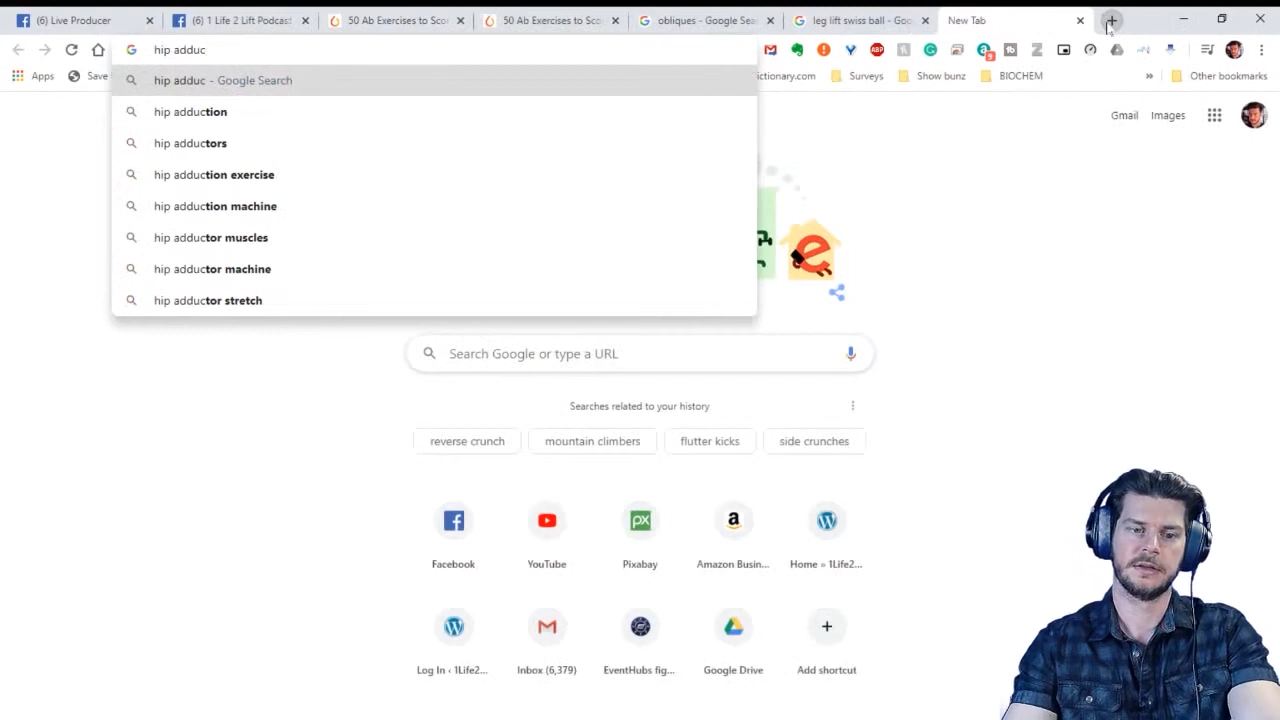 (6) Live Producer
(6) 1 Life 2 Lift Podcast
50 Ab Exercises to Sco
50 Ab Exercises to Sco
obliques - Google Sea
leg lift swiss ball - Goo
New Tab
hip adduc
ABP
Apps
Save
ictionary.com
Surveys
Show bunz
BIOCHEM
Other bookmarks
hip adduc - Google Search
hip adduction
hip adductors
hip adduction exercise
hip adduction machine
hip adductor muscles
hip adductor machine
hip adductor stretch
Gmail
Images
e
Search Google or type a URL
Searches related to your history
reverse crunch
mountain climbers
flutter kicks
side crunches
px
a
Facebook
YouTube
Pixabay
Amazon Busin...
Home » 1Life2...
Log In ‹ 1Life2...
Inbox (6,379)
EventHubs fig...
Google Drive
Add shortcut